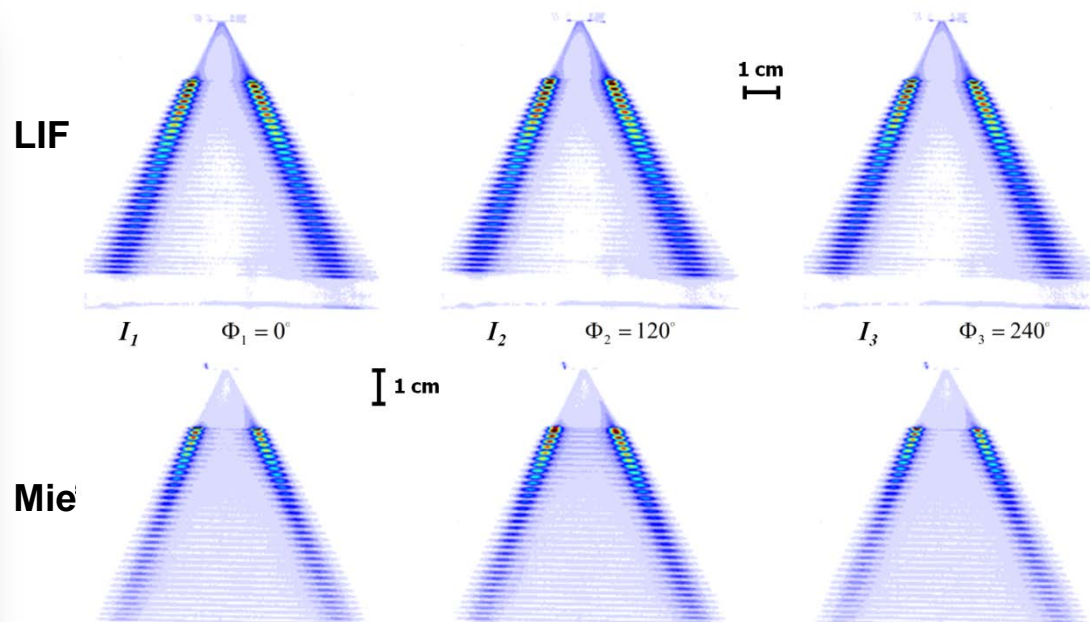 1 cm
LIF
I₁ Φ₁ = 0° I₂ Φ₂ = 120° I₃ Φ₃ = 240°
1 cm
Mie